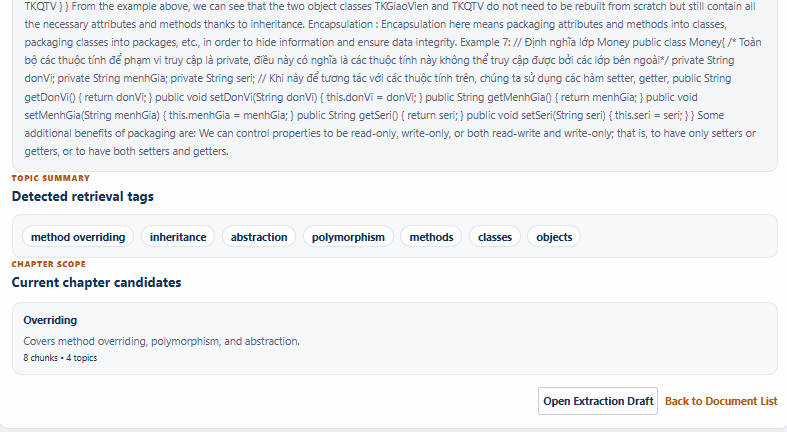 TKQTV } } From the example above, we can see that the two object classes TKGiaoVien and TKQTV do not need to be rebuilt from scratch but still contain all
the necessary attributes and methods thanks to inheritance. Encapsulation : Encapsulation here means packaging attributes and methods into classes,
packaging classes into packages, etc., in order to hide information and ensure data integrity. Example 7: // Định nghĩa lớp Money public class Money{ /* Toàn
bộ các thuộc tính để phạm vi truy cập là private, điều này có nghĩa là các thuộc tính này không thể truy cập được bởi các lớp bên ngoài*/ private String
donVi; private String menhGia; private String seri; // Khi này để tương tác với các thuộc tính trên, chúng ta sử dụng các hàm setter, getter, public String
getDonVi() { return donVi; } public void setDonVi(String donVi) { this.donVi = donVi; } public String getMenhGia() { return menhGia; } public void
setMenhGia(String menhGia) { this.menhGia = menhGia; } public String getSeri() { return seri; } public void setSeri(String seri) { this.seri = seri; } } Some
additional benefits of packaging are: We can control properties to be read-only, write-only, or both read-write and write-only; that is, to have only setters or
getters, or to have both setters and getters.
TOPIC SUMMARY
Detected retrieval tags
method overriding inheritance abstraction polymorphism methods classes objects
CHAPTER SCOPE
Current chapter candidates
Overriding
Covers method overriding, polymorphism, and abstraction.
8 chunks • 4 topics
Open Extraction Draft Back to Document List